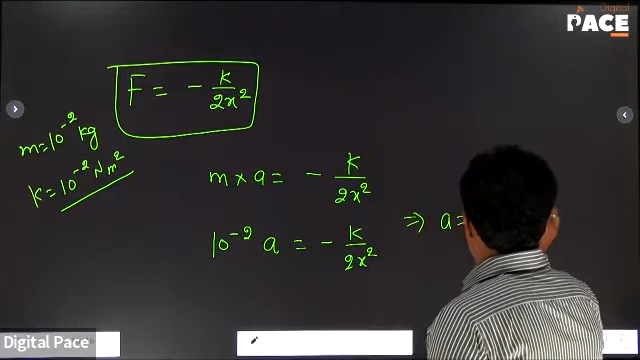 Digital
PACE
F = - k/2x²
m=10⁻² kg
k=10⁻² Nm²
m × a = - k/2x²
10⁻² a = - k/2x²
⇒ a =
Digital Pace